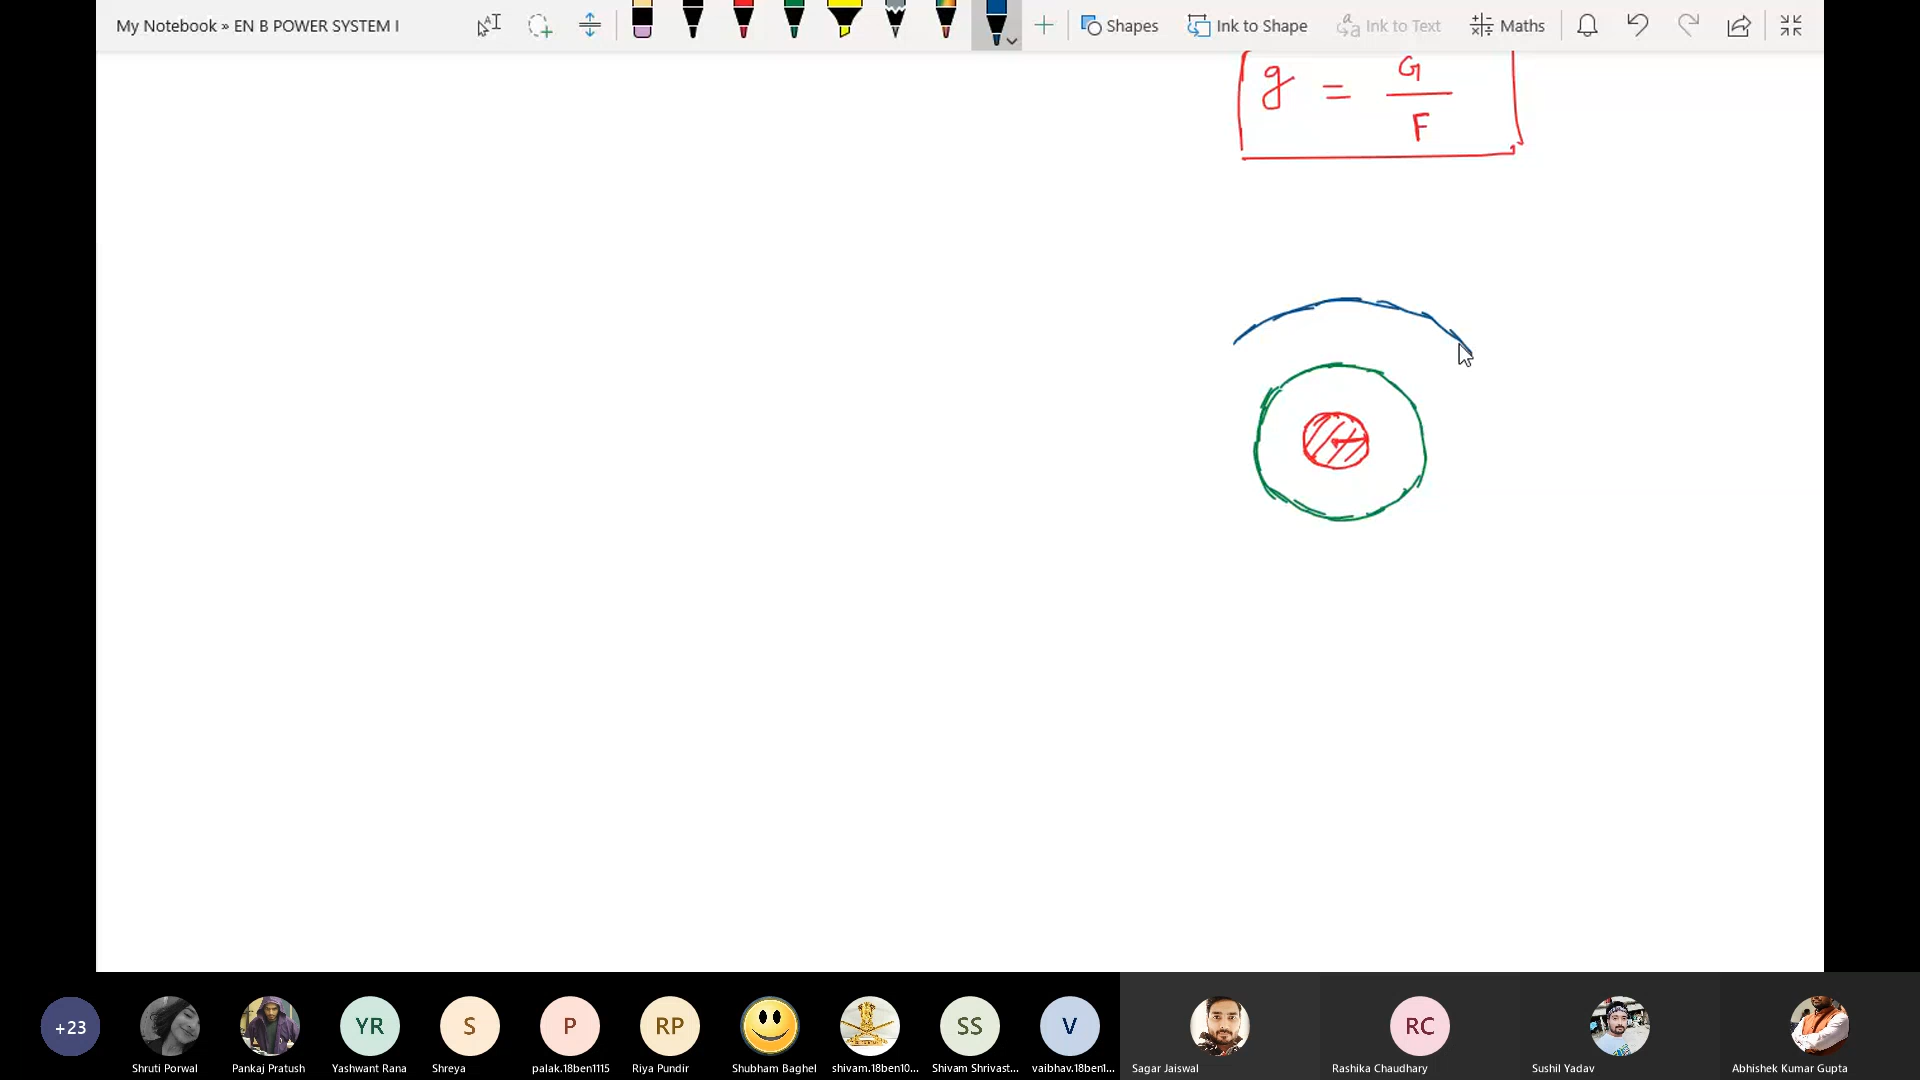 My Notebook » EN B POWER SYSTEM I
Shapes
Ink to Shape
Ink to Text
Maths
g = G
F
+23
YR
S
P
RP
SS
V
RC
Shruti Porwal
Pankaj Pratush
Yashwant Rana
Shreya
palak.18ben1115
Riya Pundir
Shubham Baghel
shivam.18ben10...
Shivam Shrivast...
vaibhav.18ben1...
Sagar Jaiswal
Rashika Chaudhary
Sushil Yadav
Abhishek Kumar Gupta